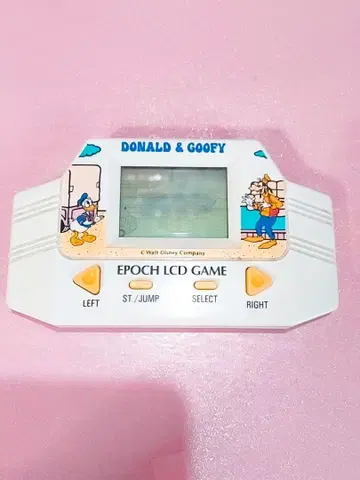 DONALD & GOOFY
© Walt Disney Company
EPOCH LCD GAME
LEFT
ST./JUMP
SELECT
RIGHT